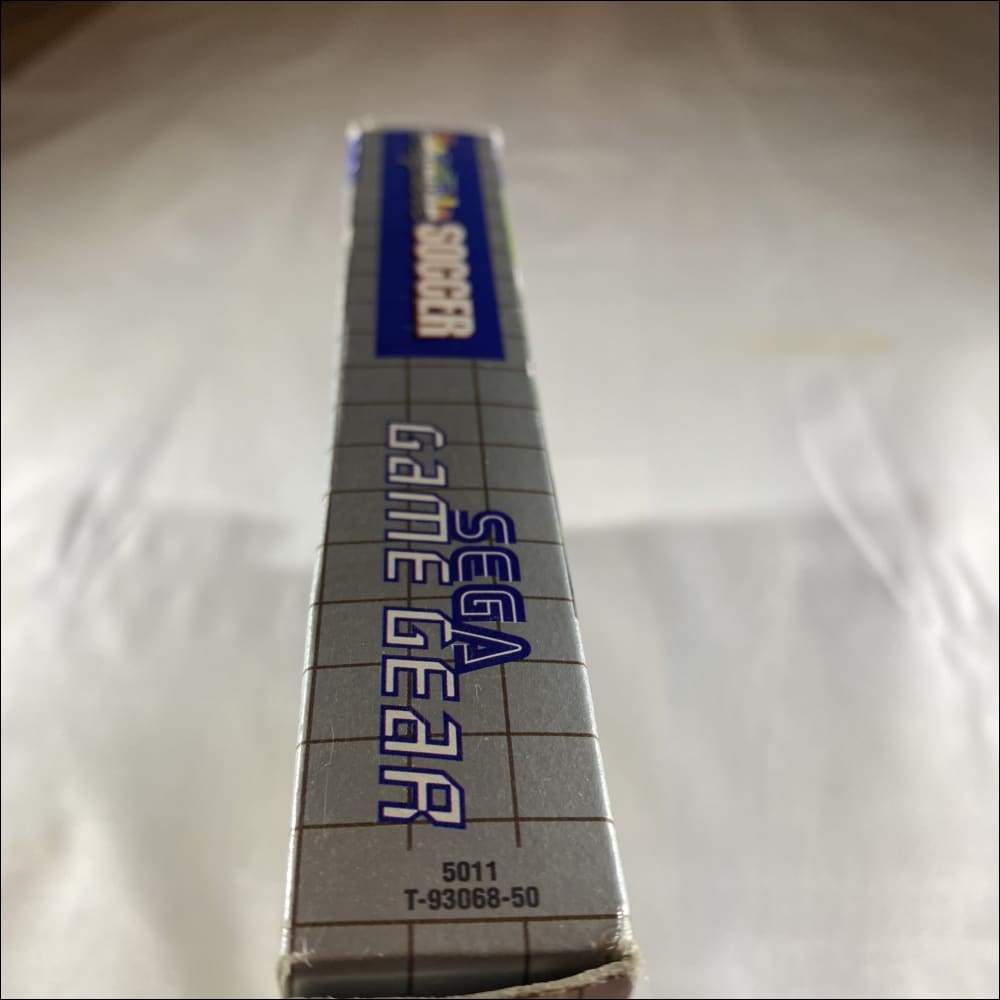 SOCCER
SEGA
GAME GEAR
5011
T-93068-50